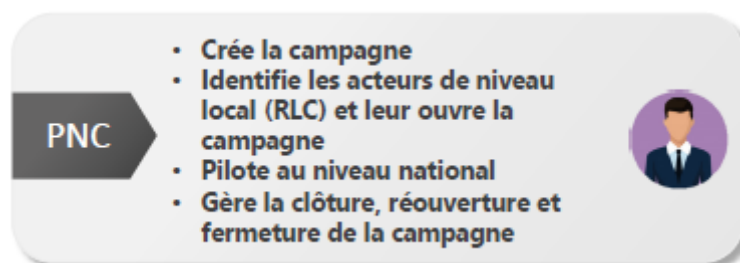 PNC
• Crée la campagne
• Identifie les acteurs de niveau
local (RLC) et leur ouvre la
campagne
• Pilote au niveau national
• Gère la clôture, réouverture et
fermeture de la campagne